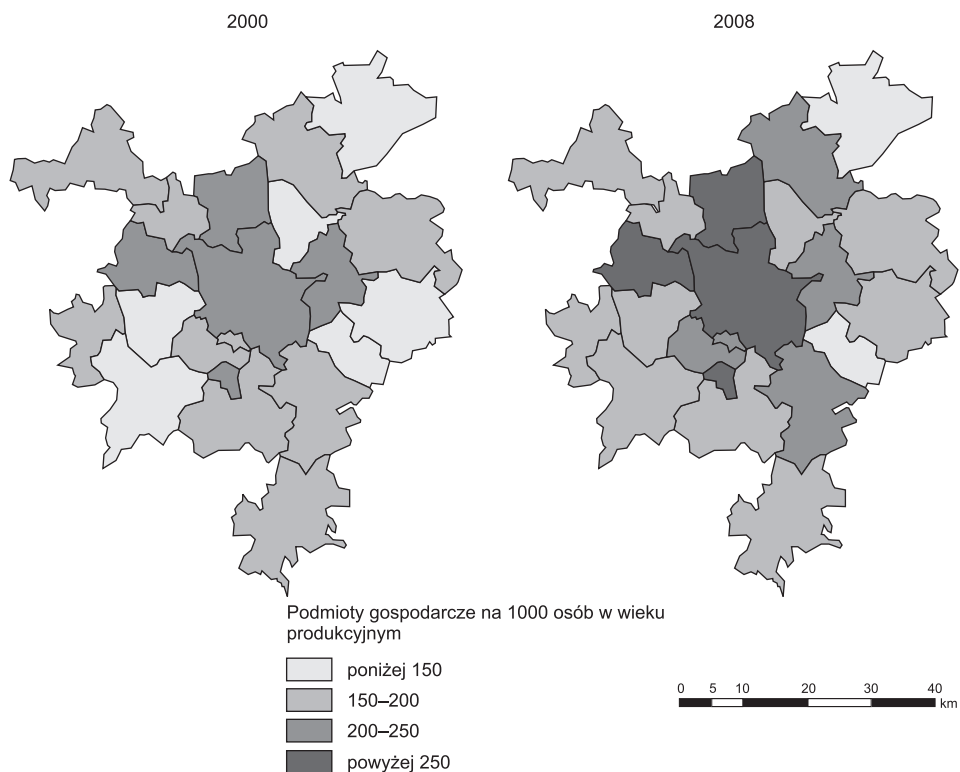 2000
2008
Podmioty gospodarcze na 1000 osób w wieku
produkcyjnym
poniżej 150
150–200
200–250
powyżej 250
0 5 10 20 30 40
km